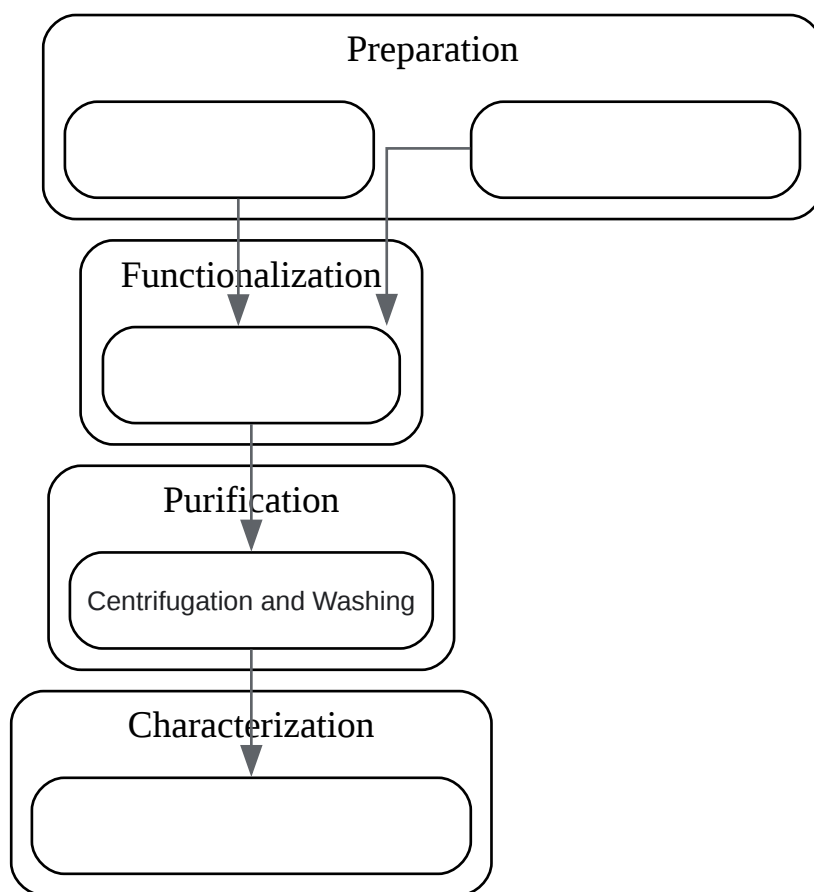 Preparation
Functionalization
Purification
Centrifugation and Washing
Characterization